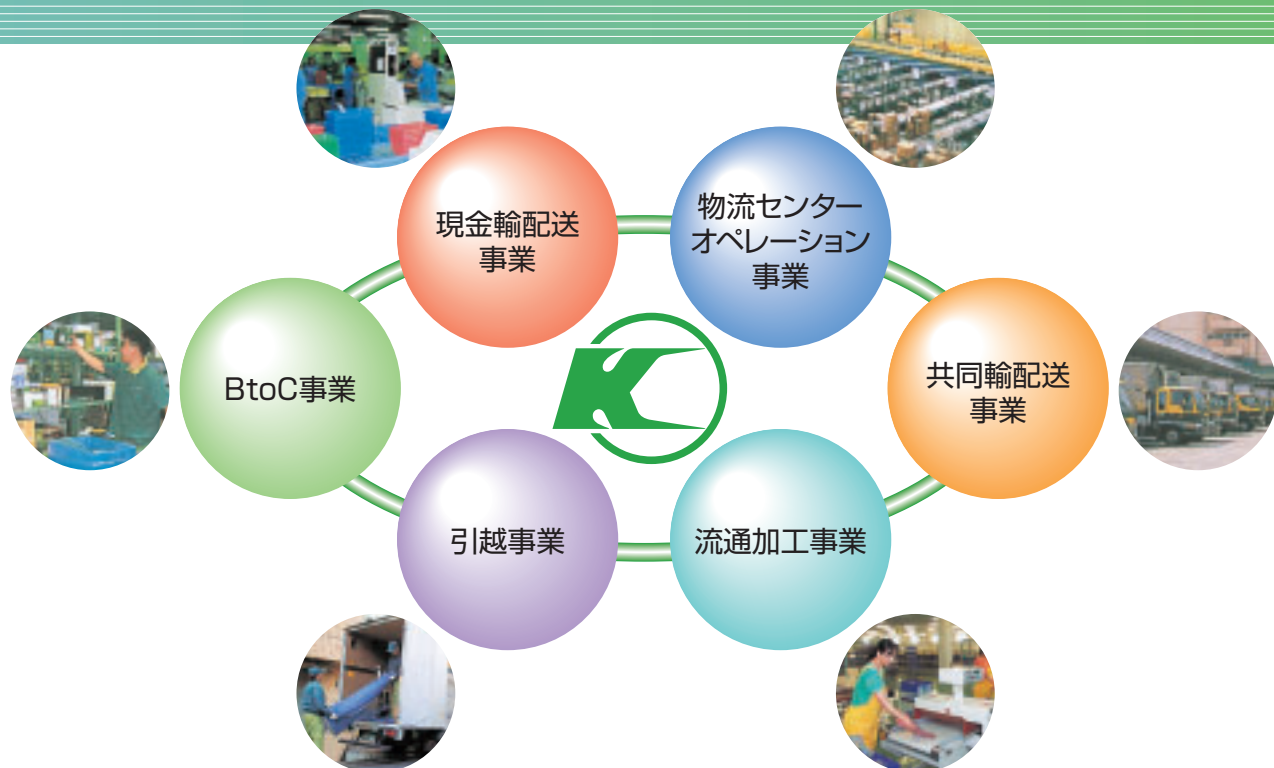 現金輸配送
事業
物流センター
オペレーション
事業
BtoC事業
共同輸配送
事業
引越事業
流通加工事業